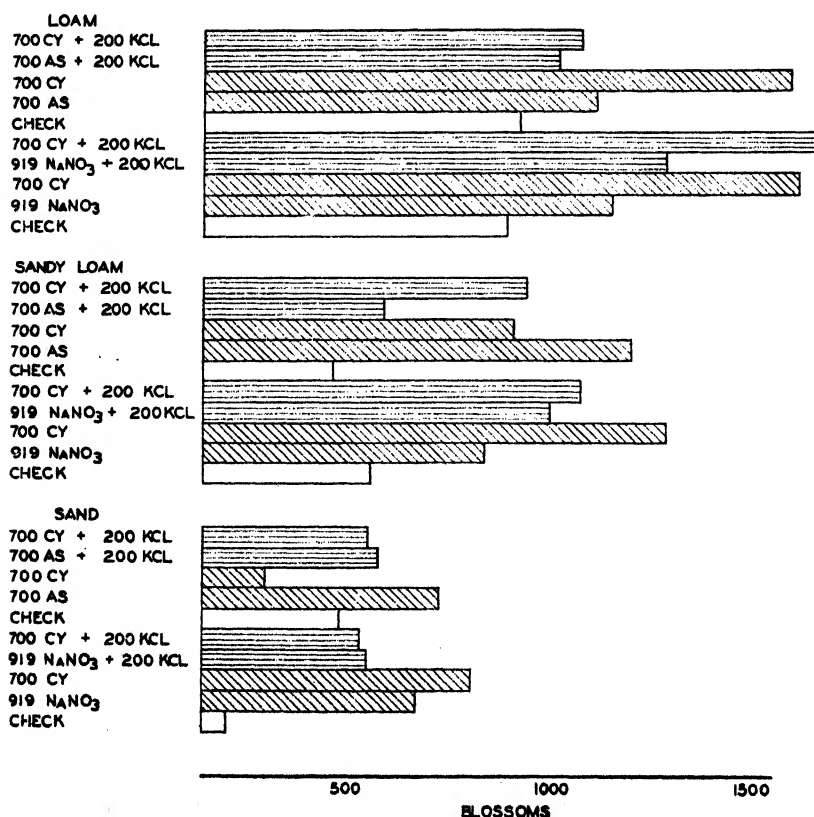 LOAM
700 CY + 200 KCL
700 AS + 200 KCL
700 CY
700 AS
CHECK
700 CY + 200 KCL
919 NANO3 + 200 KCL
700 CY
919 NANO3
CHECK
SANDY LOAM
700 CY + 200 KCL
700 AS + 200 KCL
700 CY
700 AS
CHECK
700 CY + 200 KCL
919 NANO3 + 200 KCL
700 CY
919 NANO3
CHECK
SAND
700 CY + 200 KCL
700 AS + 200 KCL
700 CY
700 AS
CHECK
700 CY + 200 KCL
919 NANO3 + 200 KCL
700 CY
919 NANO3
CHECK
500 1000 1500
BLOSSOMS